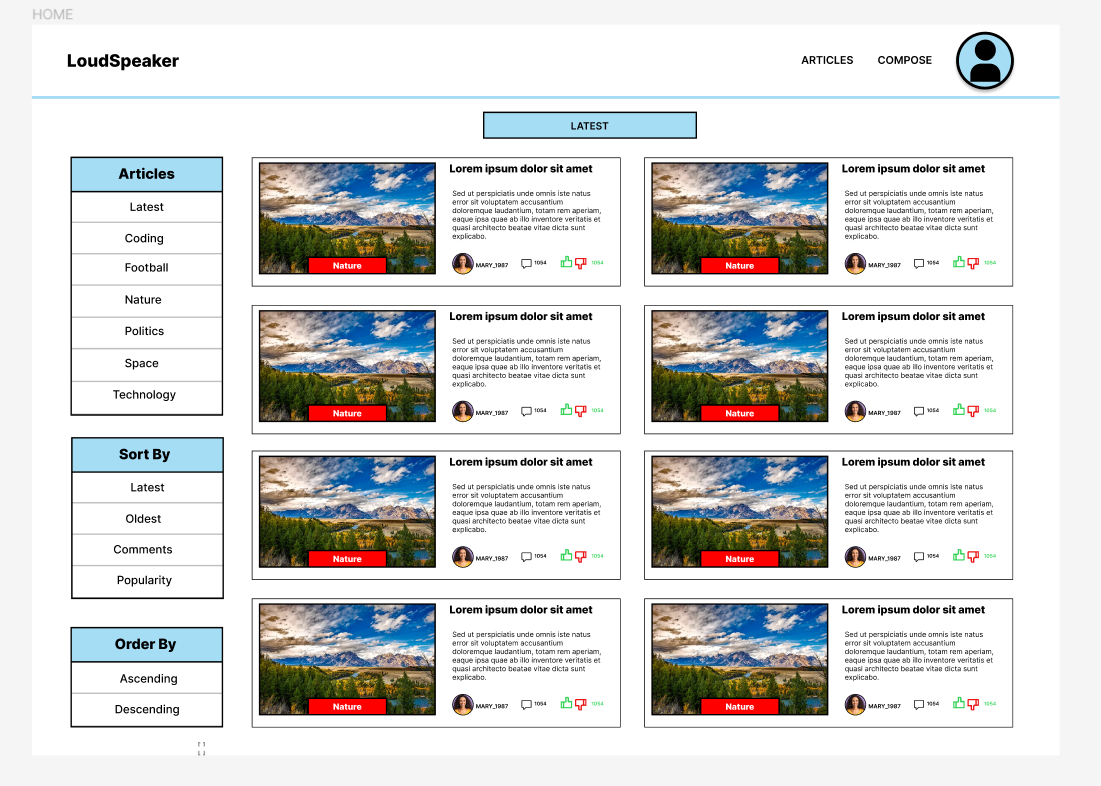 HOME
LoudSpeaker
ARTICLES
COMPOSE
LATEST
Articles
Latest
Coding
Football
Nature
Politics
Space
Technology
Sort By
Latest
Oldest
Comments
Popularity
Order By
Ascending
Descending
Lorem ipsum dolor sit amet
Sed ut perspiciatis unde omnis iste natus
error sit voluptatem accusantium
doloremque laudantium, totam rem aperiam,
eaque ipsa quae ab illo inventore veritatis et
quasi architecto beatae vitae dicta sunt
explicabo.
Nature
MARY_1987
1054
1054
Lorem ipsum dolor sit amet
Sed ut perspiciatis unde omnis iste natus
error sit voluptatem accusantium
doloremque laudantium, totam rem aperiam,
eaque ipsa quae ab illo inventore veritatis et
quasi architecto beatae vitae dicta sunt
explicabo.
Nature
MARY_1987
1054
1054
Lorem ipsum dolor sit amet
Sed ut perspiciatis unde omnis iste natus
error sit voluptatem accusantium
doloremque laudantium, totam rem aperiam,
eaque ipsa quae ab illo inventore veritatis et
quasi architecto beatae vitae dicta sunt
explicabo.
Nature
MARY_1987
1054
1054
Lorem ipsum dolor sit amet
Sed ut perspiciatis unde omnis iste natus
error sit voluptatem accusantium
doloremque laudantium, totam rem aperiam,
eaque ipsa quae ab illo inventore veritatis et
quasi architecto beatae vitae dicta sunt
explicabo.
Nature
MARY_1987
1054
1054
Lorem ipsum dolor sit amet
Sed ut perspiciatis unde omnis iste natus
error sit voluptatem accusantium
doloremque laudantium, totam rem aperiam,
eaque ipsa quae ab illo inventore veritatis et
quasi architecto beatae vitae dicta sunt
explicabo.
Nature
MARY_1987
1054
1054
Lorem ipsum dolor sit amet
Sed ut perspiciatis unde omnis iste natus
error sit voluptatem accusantium
doloremque laudantium, totam rem aperiam,
eaque ipsa quae ab illo inventore veritatis et
quasi architecto beatae vitae dicta sunt
explicabo.
Nature
MARY_1987
1054
1054
Lorem ipsum dolor sit amet
Sed ut perspiciatis unde omnis iste natus
error sit voluptatem accusantium
doloremque laudantium, totam rem aperiam,
eaque ipsa quae ab illo inventore veritatis et
quasi architecto beatae vitae dicta sunt
explicabo.
Nature
MARY_1987
1054
1054
Lorem ipsum dolor sit amet
Sed ut perspiciatis unde omnis iste natus
error sit voluptatem accusantium
doloremque laudantium, totam rem aperiam,
eaque ipsa quae ab illo inventore veritatis et
quasi architecto beatae vitae dicta sunt
explicabo.
Nature
MARY_1987
1054
1054